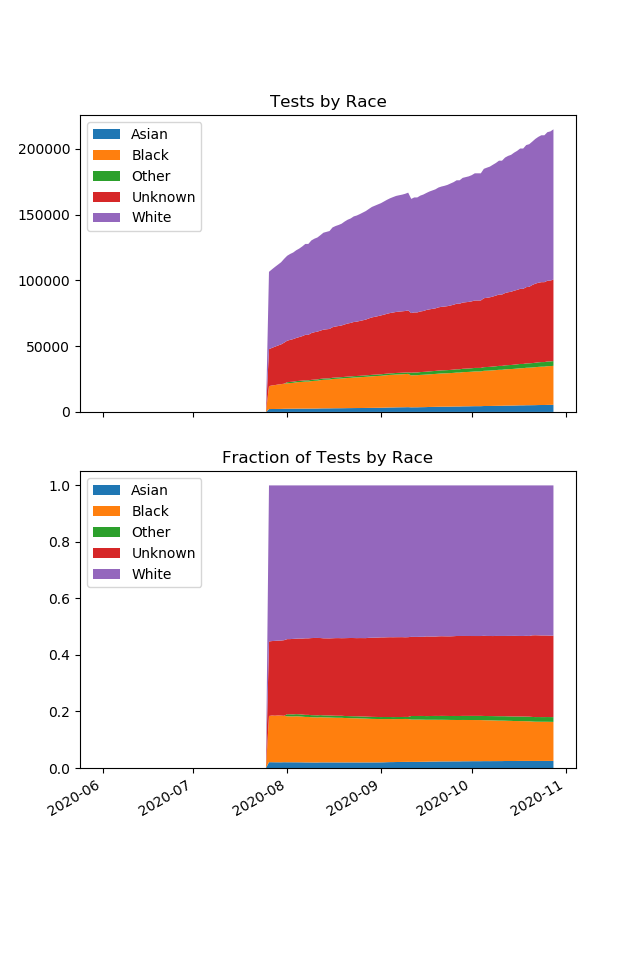 Tests by Race
Asian
Black
Other
Unknown
White
200000
150000
100000
50000
0
Fraction of Tests by Race
Asian
Black
Other
Unknown
White
1.0
0.8
0.6
0.4
0.2
0.0
2020-06
2020-07
2020-08
2020-09
2020-10
2020-11